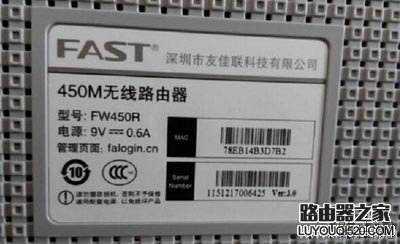 FAST
深圳市友佳联科技有限公司
450M无线路由器
型号: FW450R
电源: 9V⎓0.6A
管理页面: falogin.cn
MAC
78EB14B3D7B2
Serial
Number
1151217006425 Ver:1.0
10
CCC
路由器之家
LUYOUQI520.COM